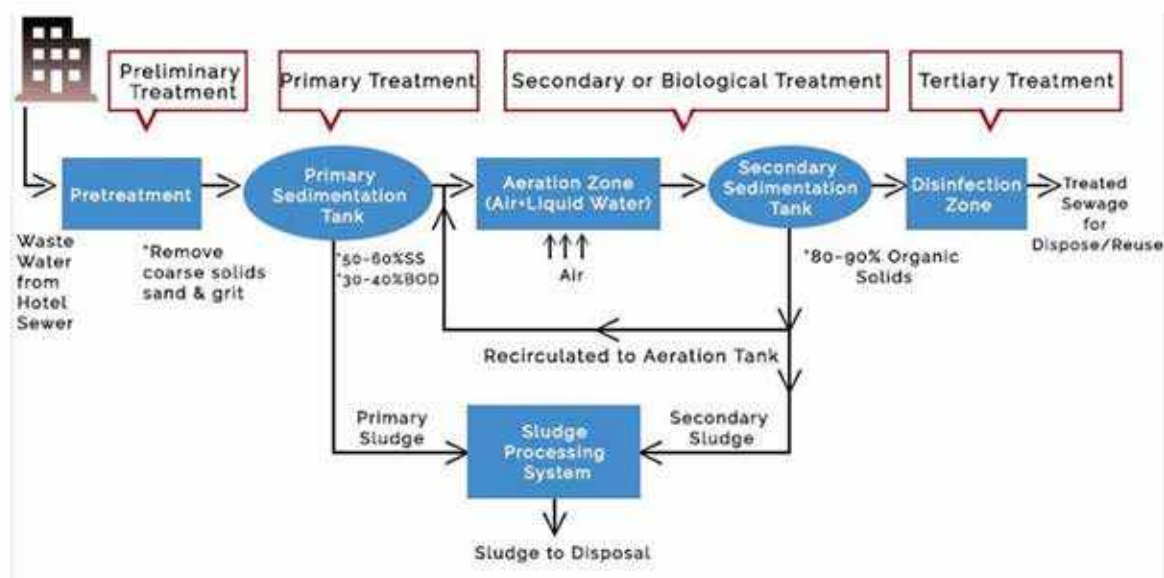 Preliminary
Treatment
Primary Treatment
Secondary or Biological Treatment
Tertiary Treatment
Pretreatment
Primary
Sedimentation
Tank
Aeration Zone
(Air+Liquid Water)
Secondary
Sedimentation
Tank
Disinfection
Zone
Treated
Sewage
for
Dispose/Reuse
Waste
Water
from
Hotel
Sewer
*Remove
coarse solids
sand & grit
*50-60%SS
*30-40%BOD
Air
*80-90% Organic
Solids
Recirculated to Aeration Tank
Primary
Sludge
Sludge
Processing
System
Secondary
Sludge
Sludge to Disposal